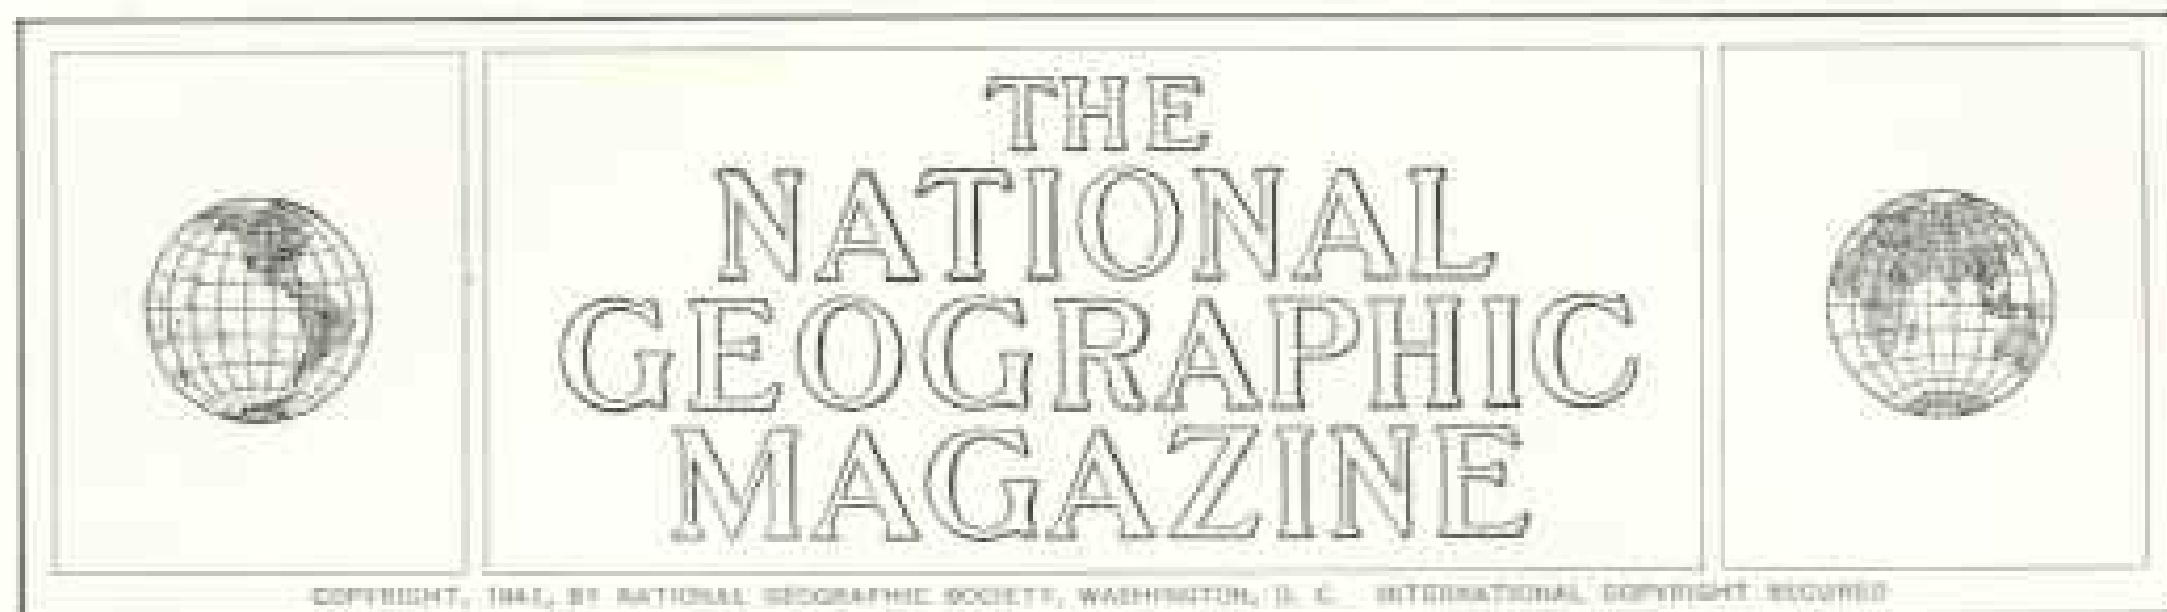 THE
NATIONAL
GEOGRAPHIC
MAGAZINE
COPYRIGHT, BY NATIONAL GEOGRAPHIC SOCIETY, WASHINGTON, D. C. INTERNATIONAL COPYRIGHT SECURED